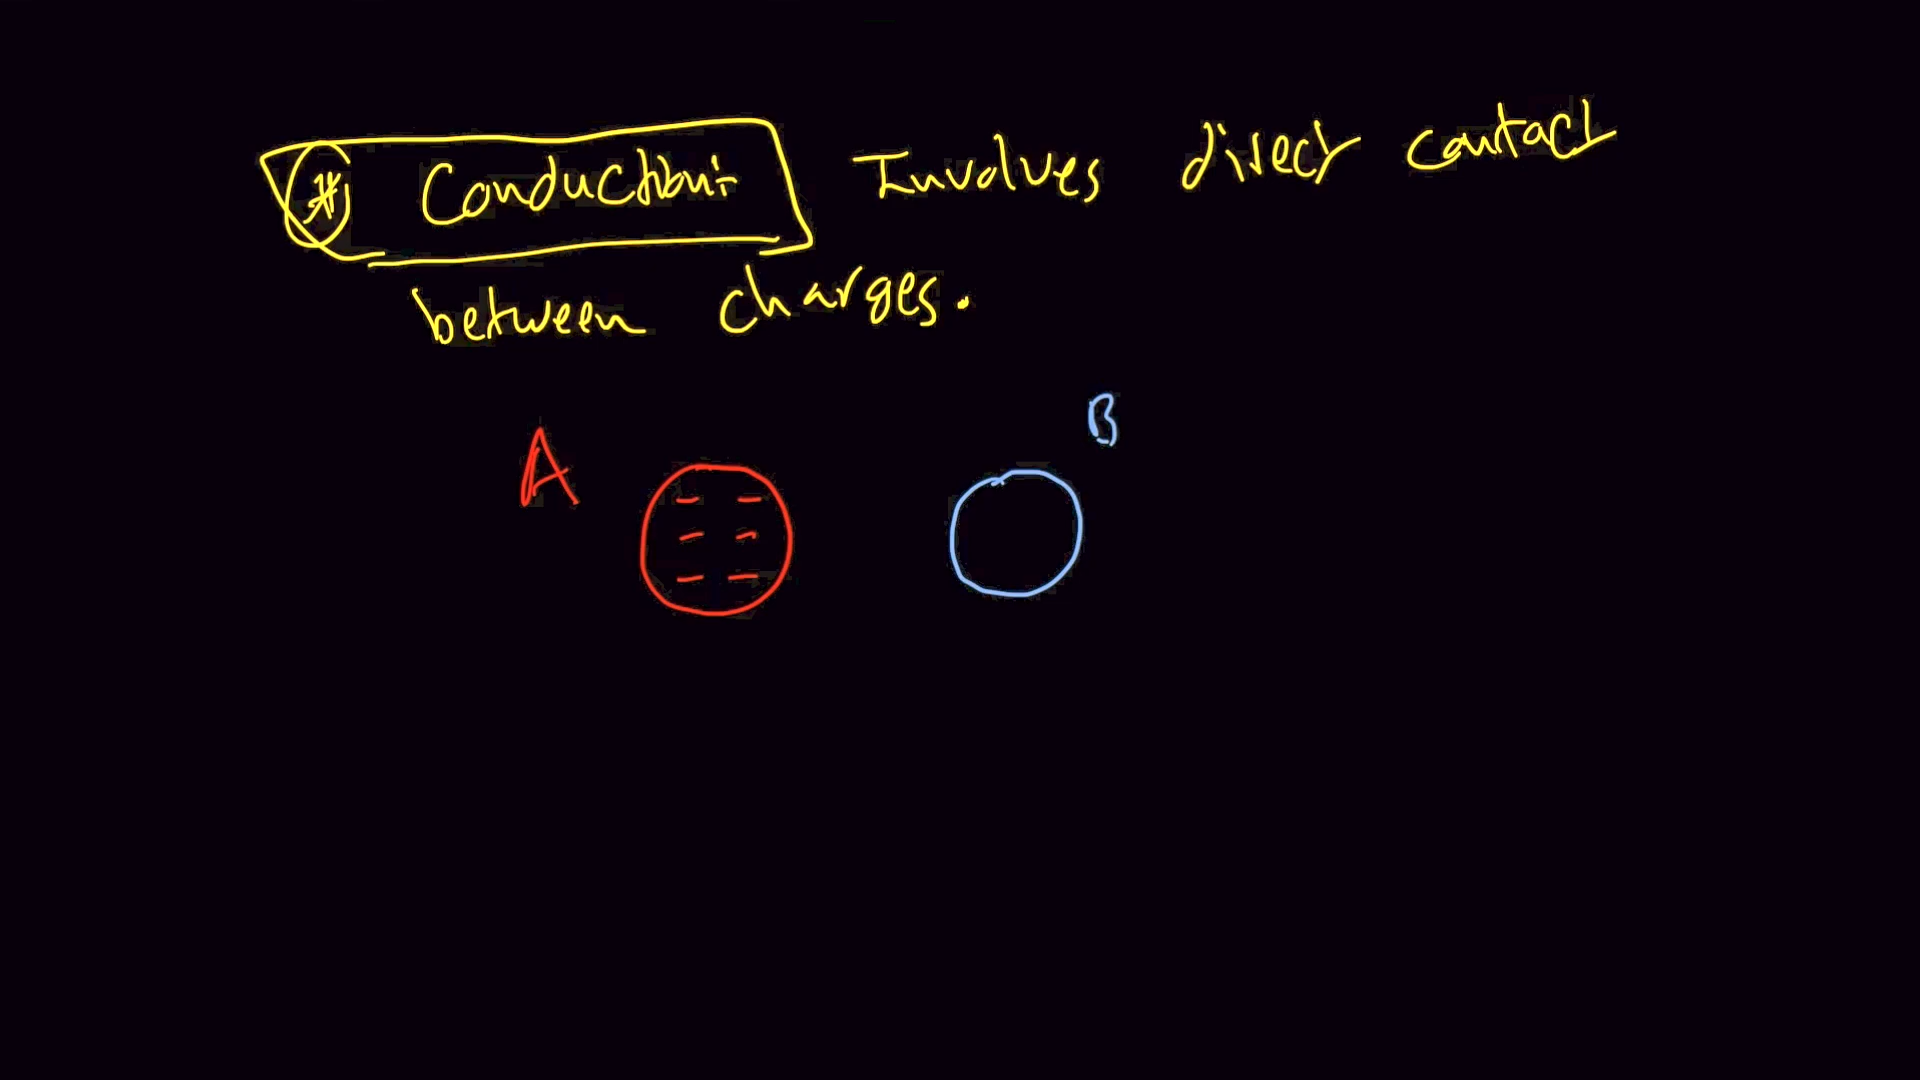 * Conduction: Involves direct contact
between charges.
A
B